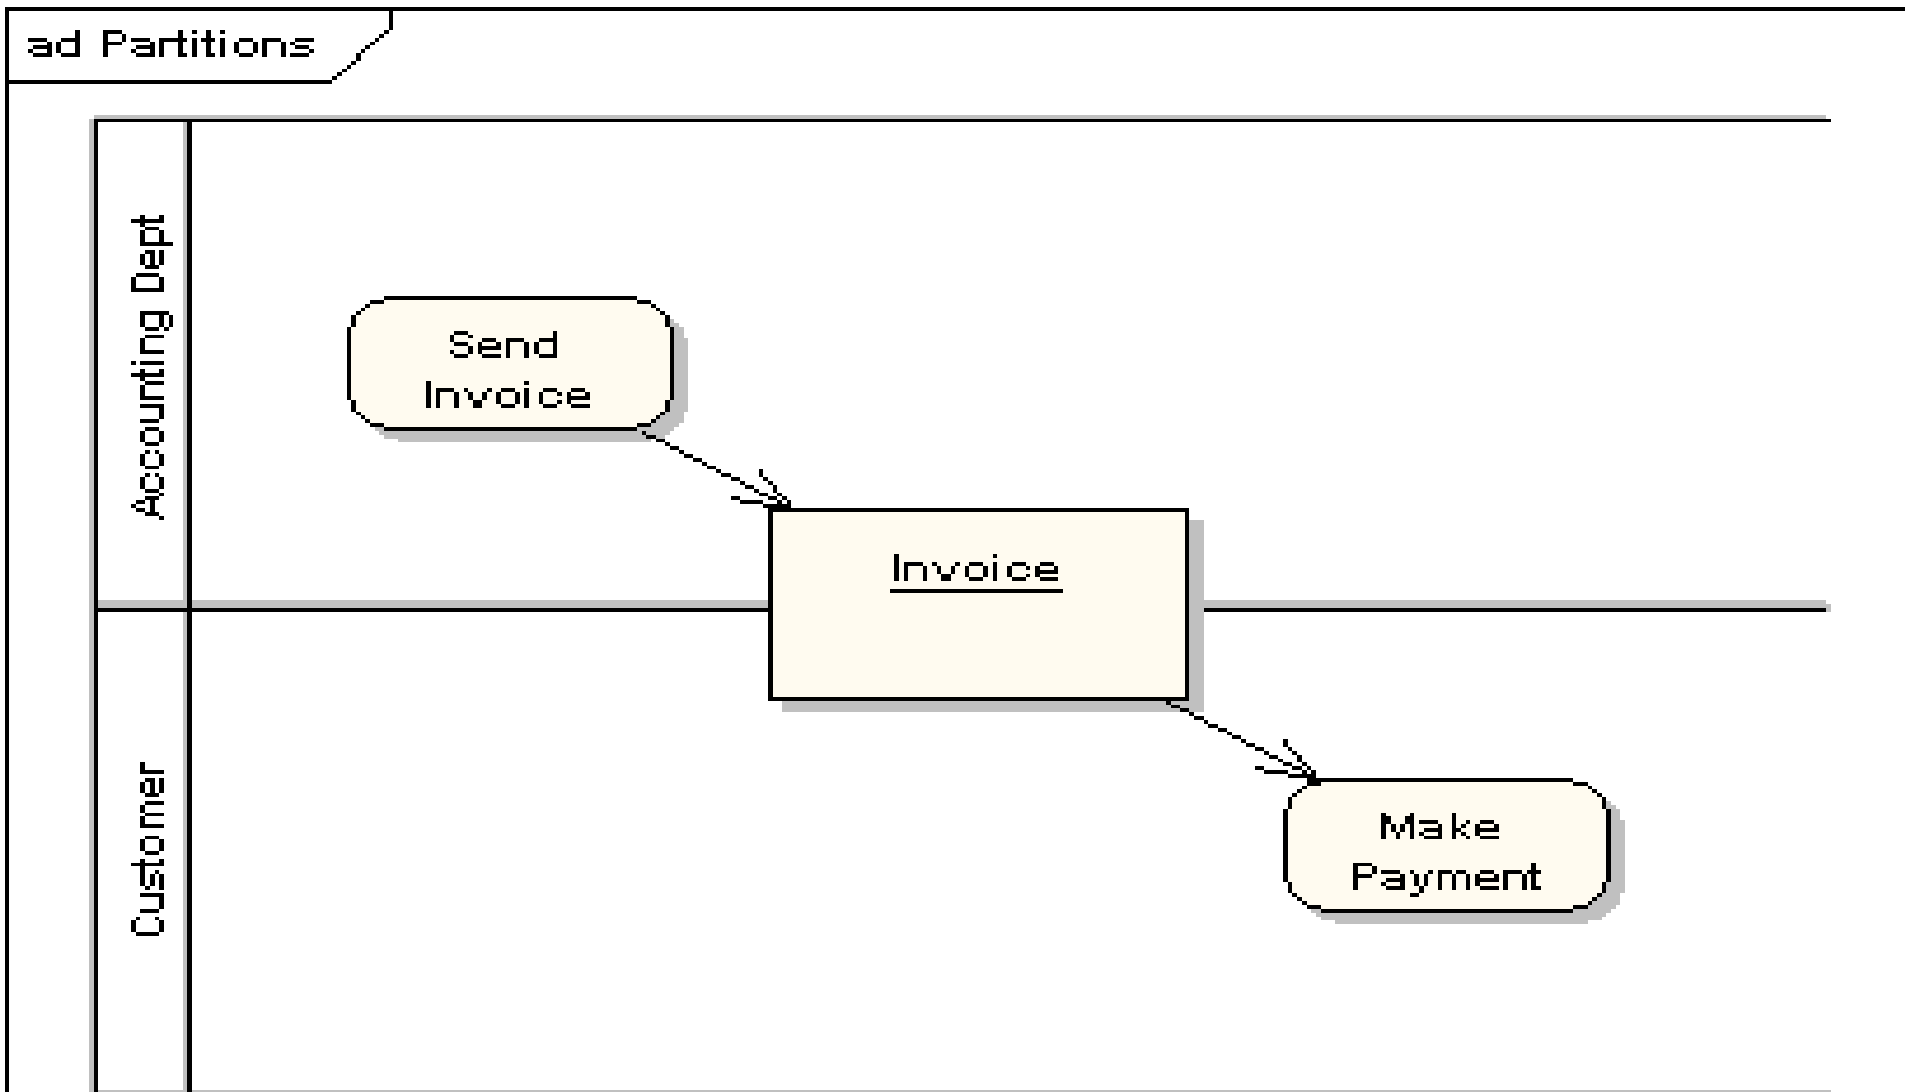 ad Partitions
Accounting Dept
Send
Invoice
Invoice
Customer
Make
Payment